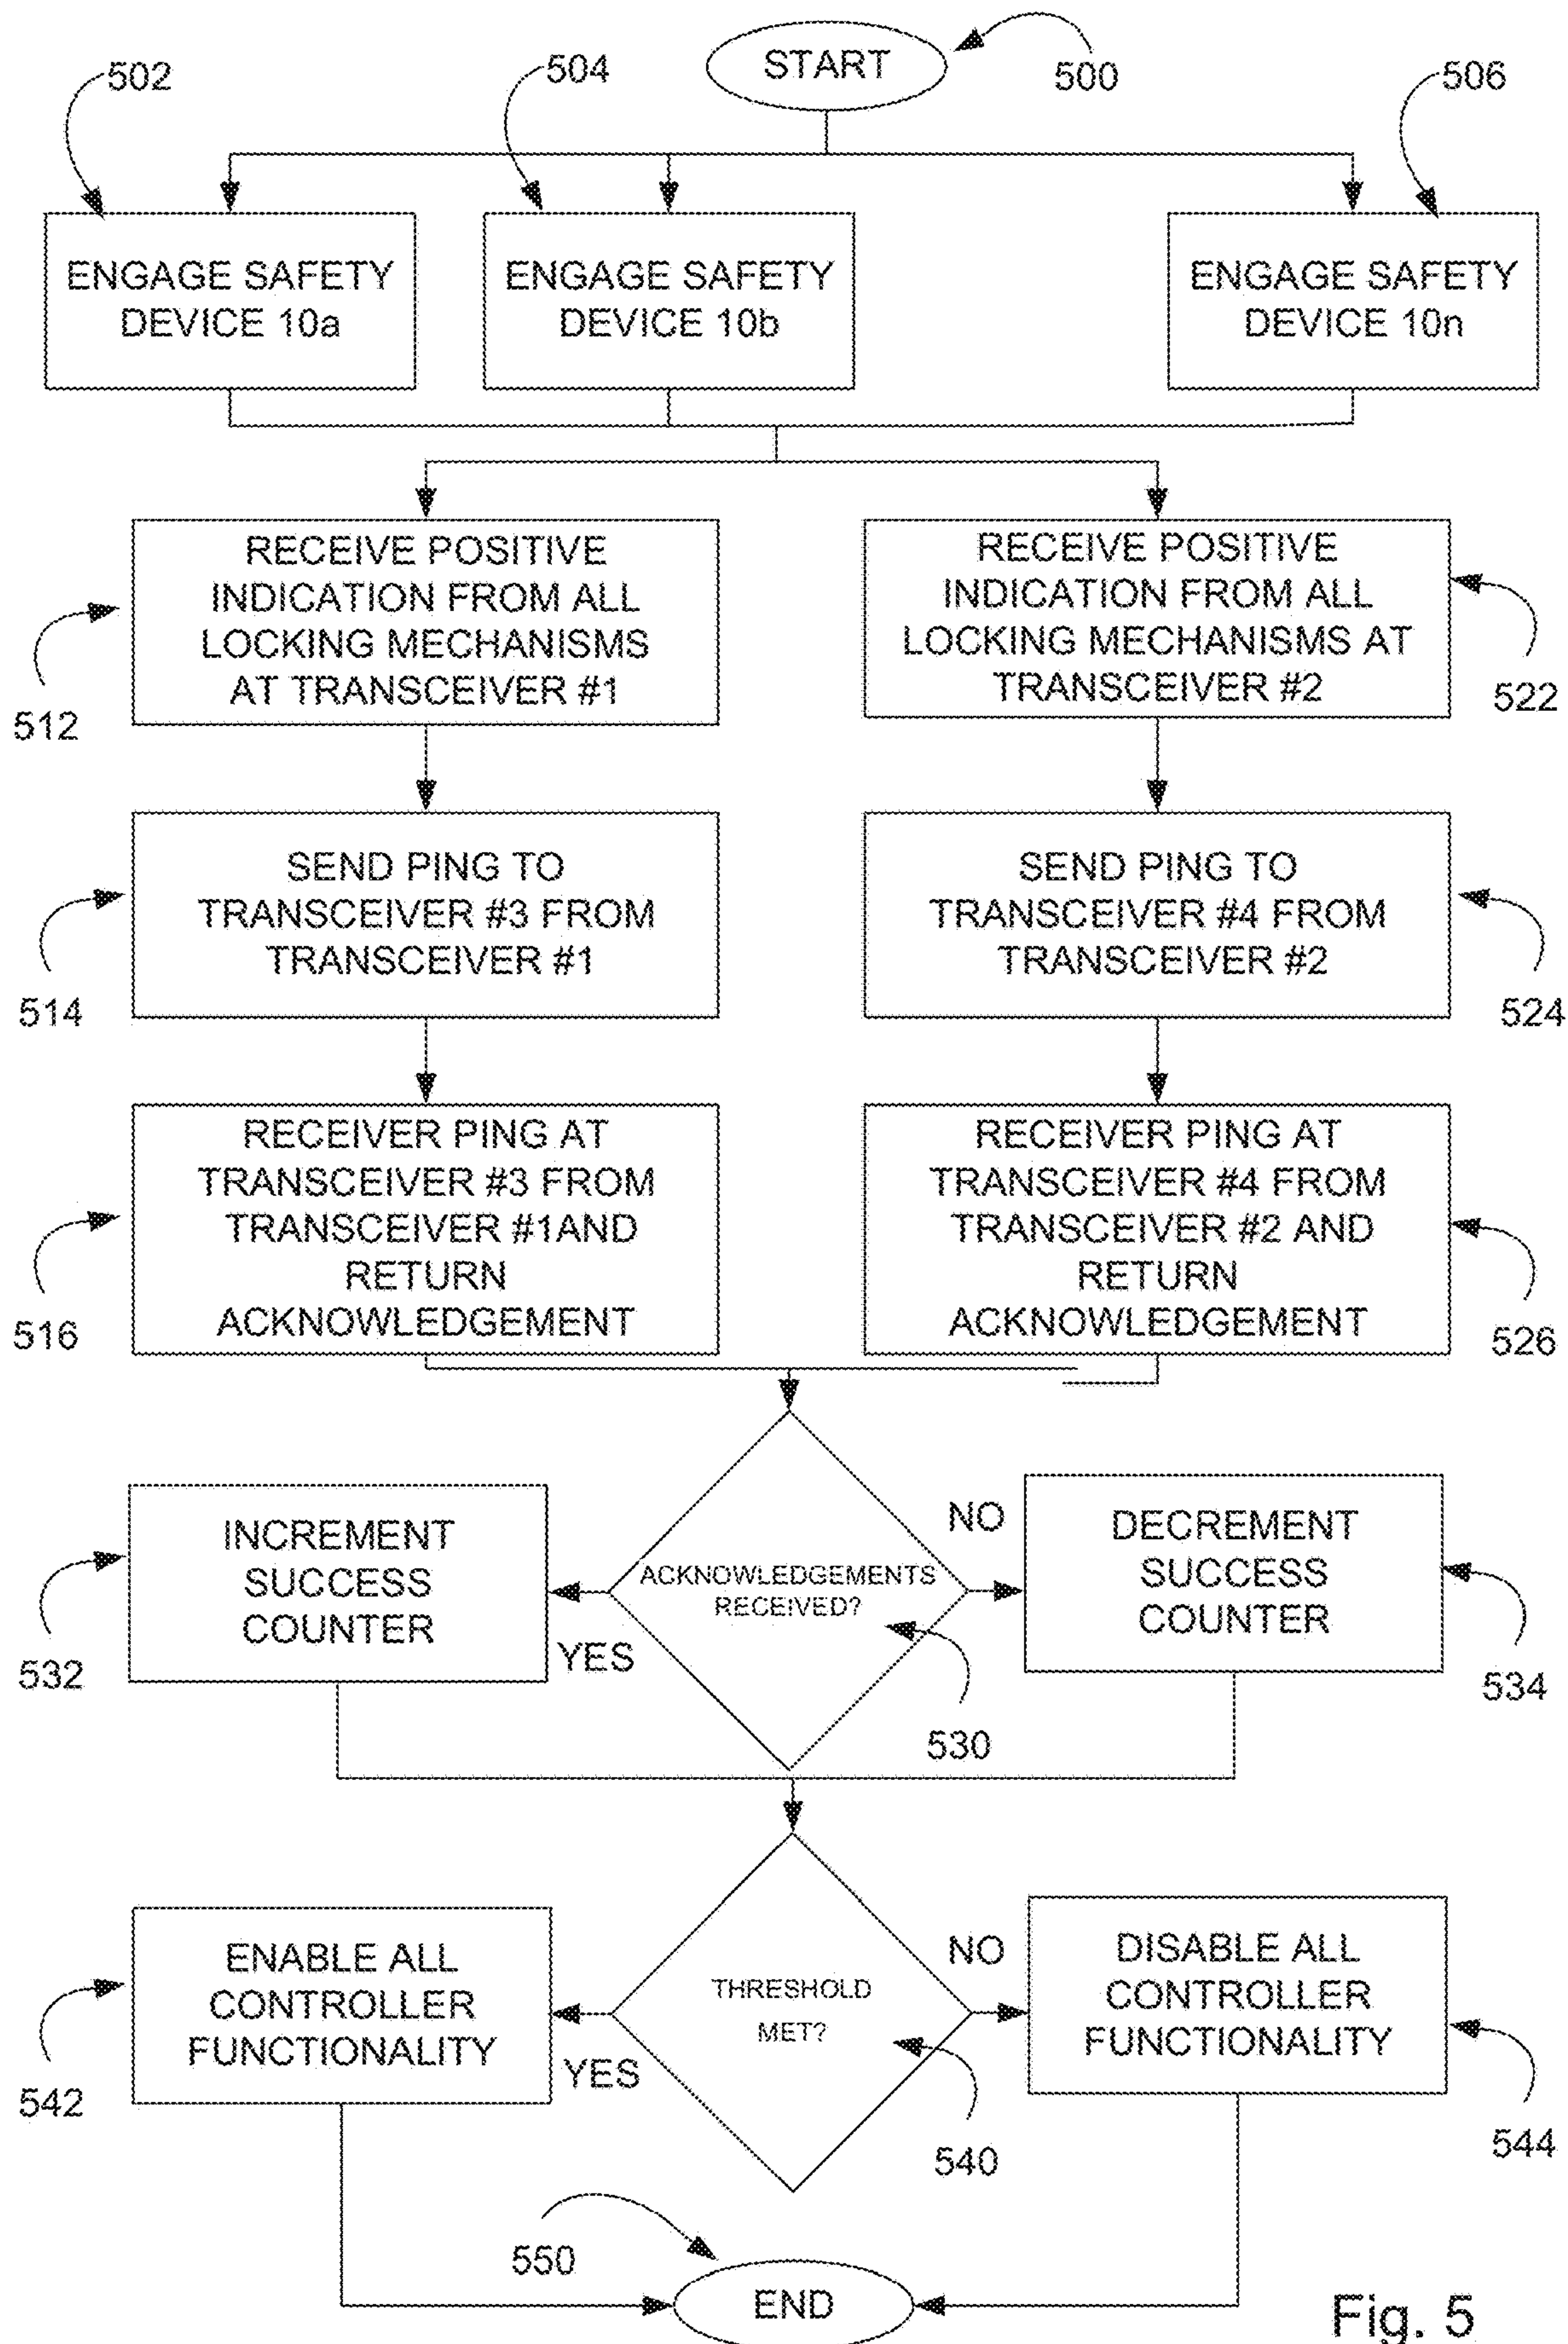 START
500
502
504
506
ENGAGE SAFETY
DEVICE 10a
ENGAGE SAFETY
DEVICE 10b
ENGAGE SAFETY
DEVICE 10n
RECEIVE POSITIVE
INDICATION FROM ALL
LOCKING MECHANISMS
AT TRANSCEIVER #1
512
RECEIVE POSITIVE
INDICATION FROM ALL
LOCKING MECHANISMS AT
TRANSCEIVER #2
522
SEND PING TO
TRANSCEIVER #3 FROM
TRANSCEIVER #1
514
SEND PING TO
TRANSCEIVER #4 FROM
TRANSCEIVER #2
524
RECEIVER PING AT
TRANSCEIVER #3 FROM
TRANSCEIVER #1AND
RETURN
ACKNOWLEDGEMENT
516
RECEIVER PING AT
TRANSCEIVER #4 FROM
TRANSCEIVER #2 AND
RETURN
ACKNOWLEDGEMENT
526
INCREMENT
SUCCESS
COUNTER
532
YES
ACKNOWLEDGEMENTS
RECEIVED?
530
NO
DECREMENT
SUCCESS
COUNTER
534
ENABLE ALL
CONTROLLER
FUNCTIONALITY
542
YES
THRESHOLD
MET?
540
NO
DISABLE ALL
CONTROLLER
FUNCTIONALITY
544
550
END
Fig. 5